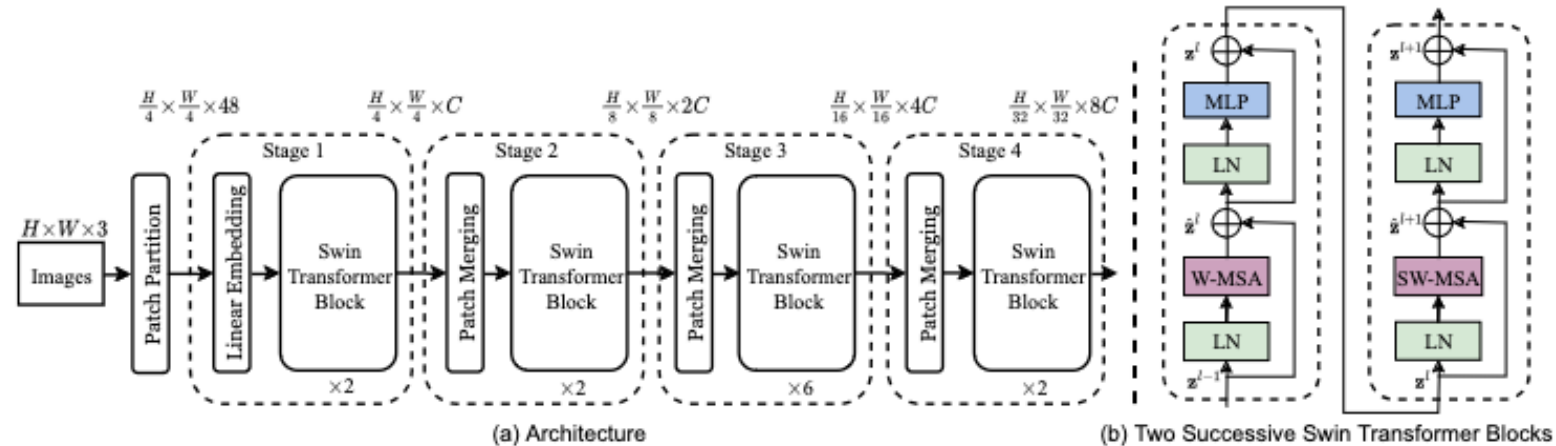 H/4 × W/4 × 48
H/4 × W/4 × C
H/8 × W/8 × 2C
H/16 × W/16 × 4C
H/32 × W/32 × 8C
Stage 1
Stage 2
Stage 3
Stage 4
H×W×3
Images
Patch Partition
Linear Embedding
Swin
Transformer
Block
×2
Patch Merging
Swin
Transformer
Block
×2
Patch Merging
Swin
Transformer
Block
×6
Patch Merging
Swin
Transformer
Block
×2
(a) Architecture
z^l
MLP
LN
ẑ^l
W-MSA
LN
z^{l-1}
z^{l+1}
MLP
LN
ẑ^{l+1}
SW-MSA
LN
z^l
(b) Two Successive Swin Transformer Blocks